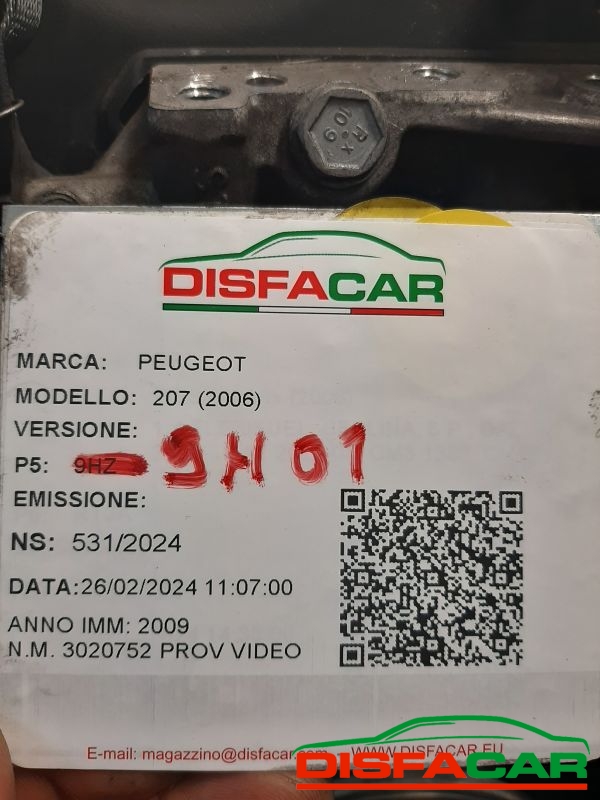 10.9
R
X
DISFACAR
MARCA: PEUGEOT
MODELLO: 207 (2006)
VERSIONE:
P5: 9HZ 9H01
EMISSIONE:
NS: 531/2024
DATA:26/02/2024 11:07:00
ANNO IMM: 2009
N.M. 3020752 PROV VIDEO
E-mail: magazzino@disfacar.com WWW.DISFACAR.EU
DISFACAR